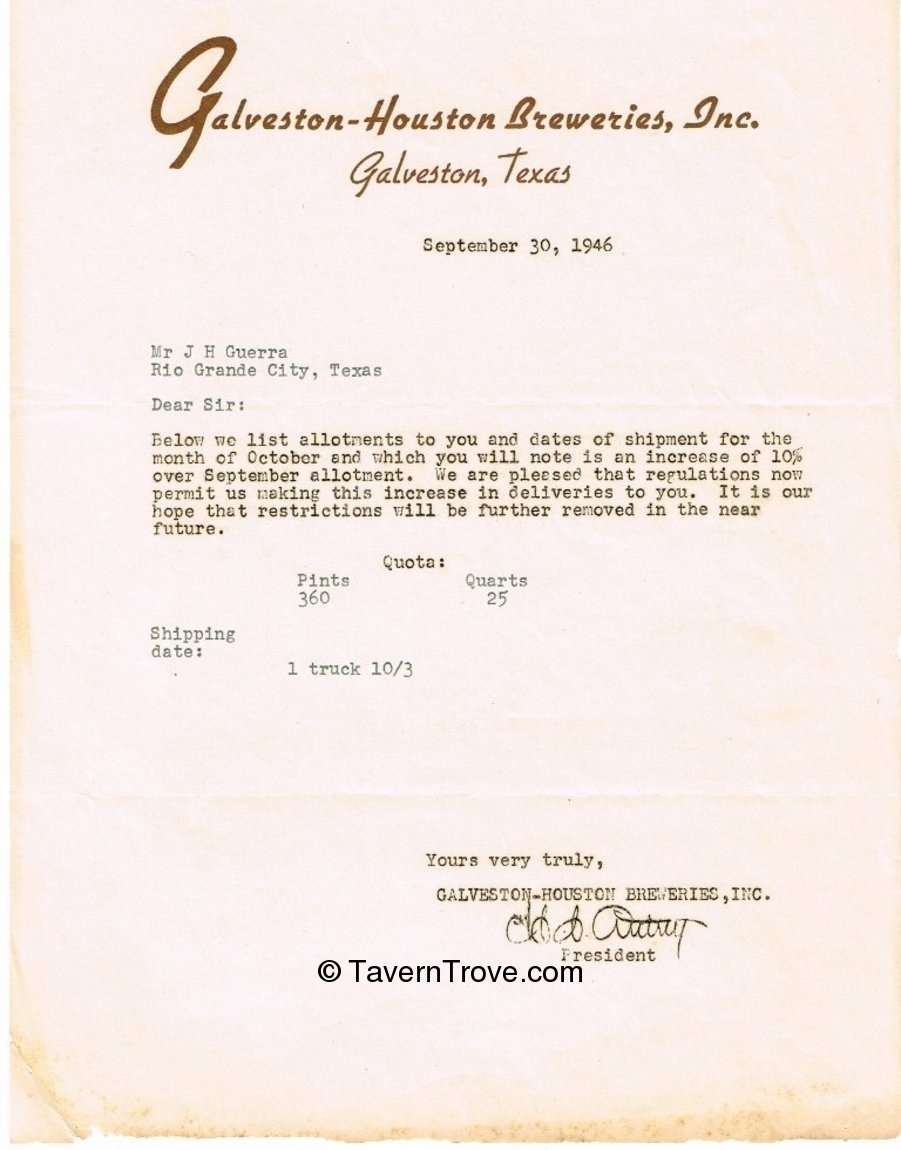 Galveston-Houston Breweries, Inc.
Galveston, Texas
September 30, 1946
Mr J H Guerra
Rio Grande City, Texas
Dear Sir:
Below we list allotments to you and dates of shipment for the
month of October and which you will note is an increase of 10%
over September allotment. We are pleased that regulations now
permit us making this increase in deliveries to you. It is our
hope that restrictions will be further removed in the near
future.
Quota:
Pints Quarts
360 25
Shipping
date:
1 truck 10/3
Yours very truly,
GALVESTON-HOUSTON BREWERIES,INC.
Autrey
President
© TavernTrove.com